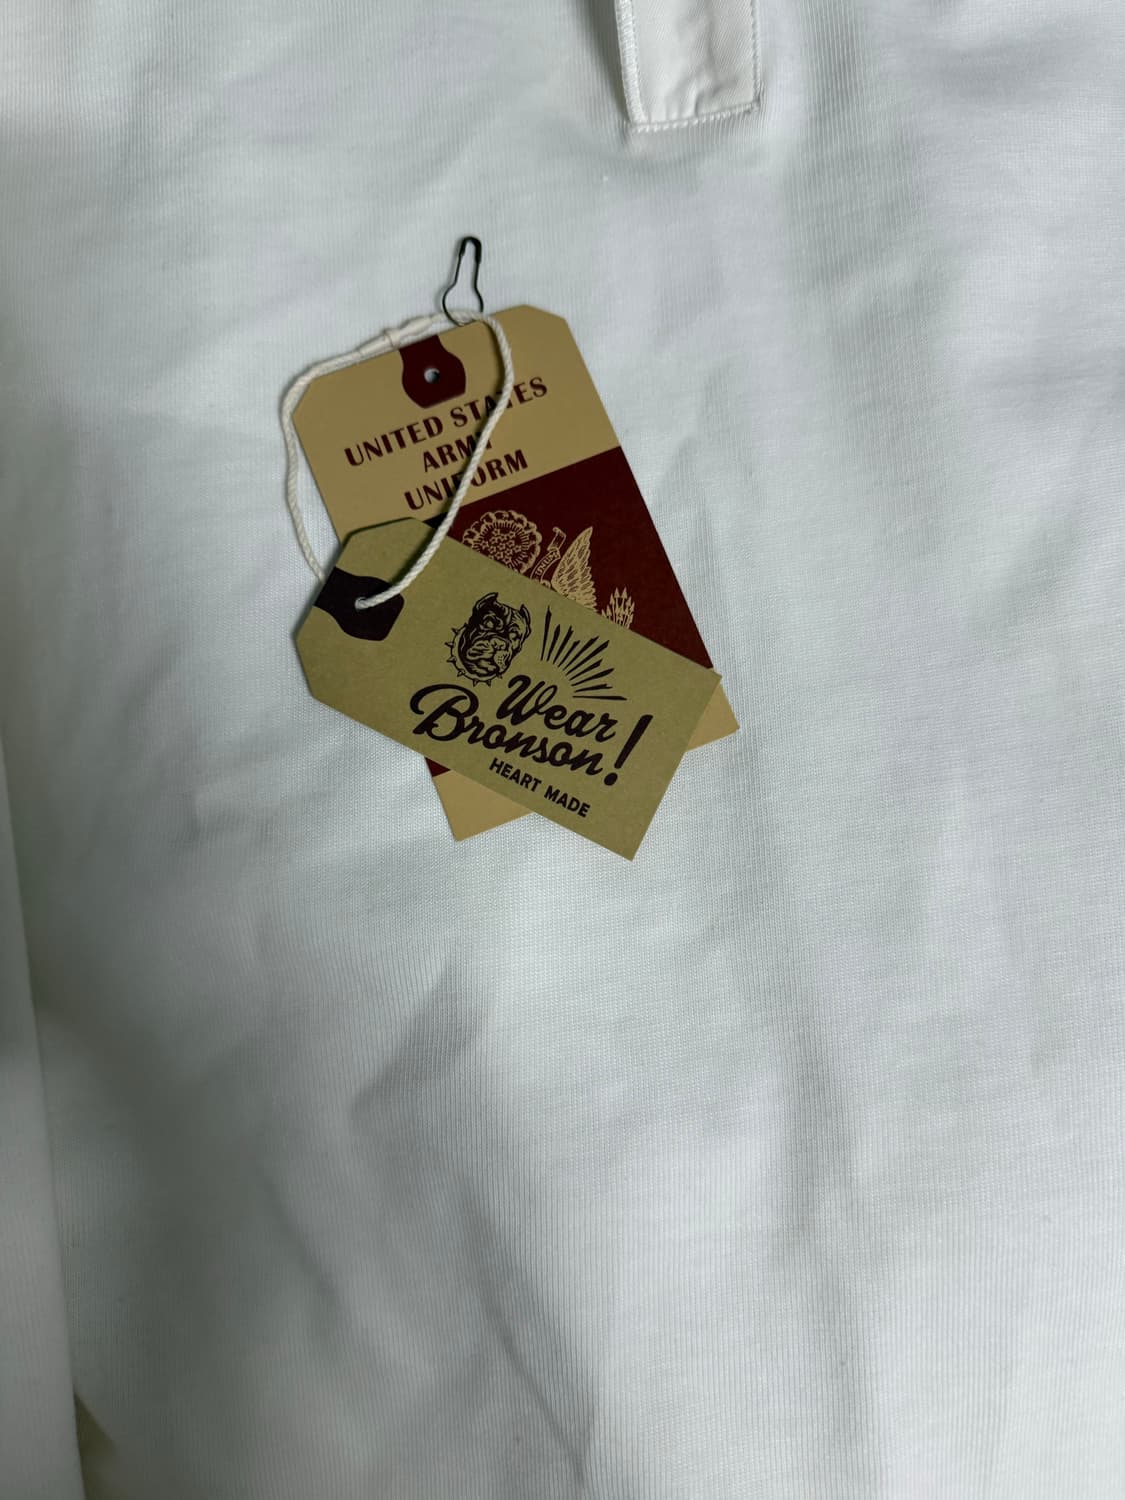 UNITED STATES
ARMY
UNIFORM
Wear
Bronson!
HEART MADE